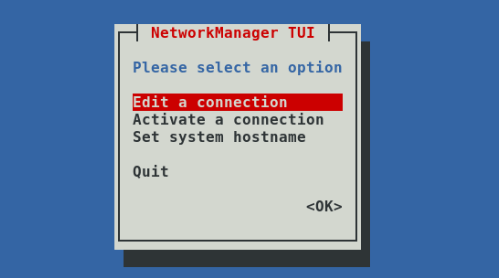 NetworkManager TUI
Please select an option
Edit a connection
Activate a connection
Set system hostname
Quit
<OK>